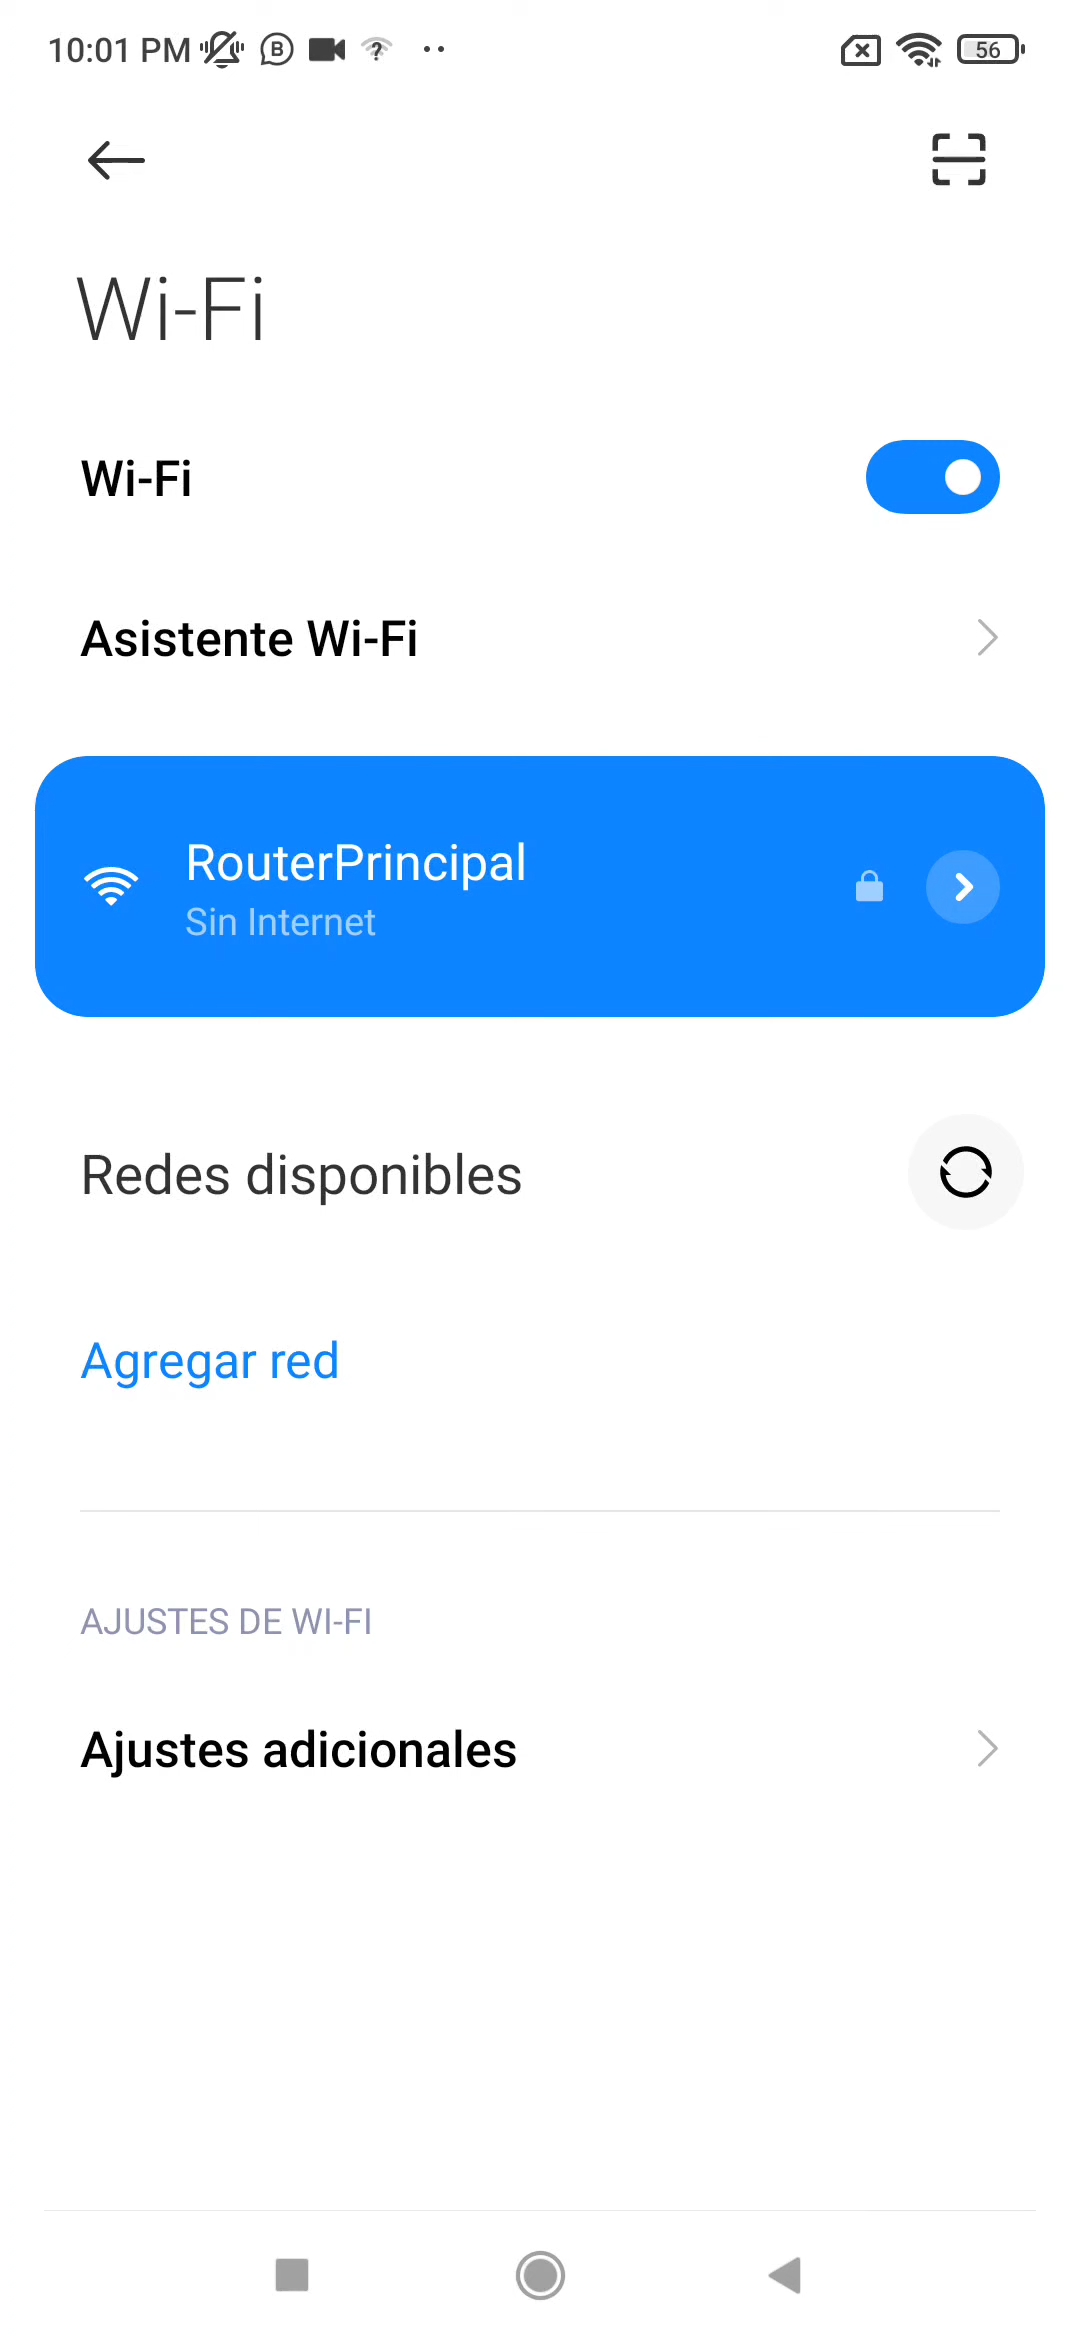 10:01 PM
56
Wi-Fi
Wi-Fi
Asistente Wi-Fi
RouterPrincipal
Sin Internet
Redes disponibles
Agregar red
AJUSTES DE WI-FI
Ajustes adicionales